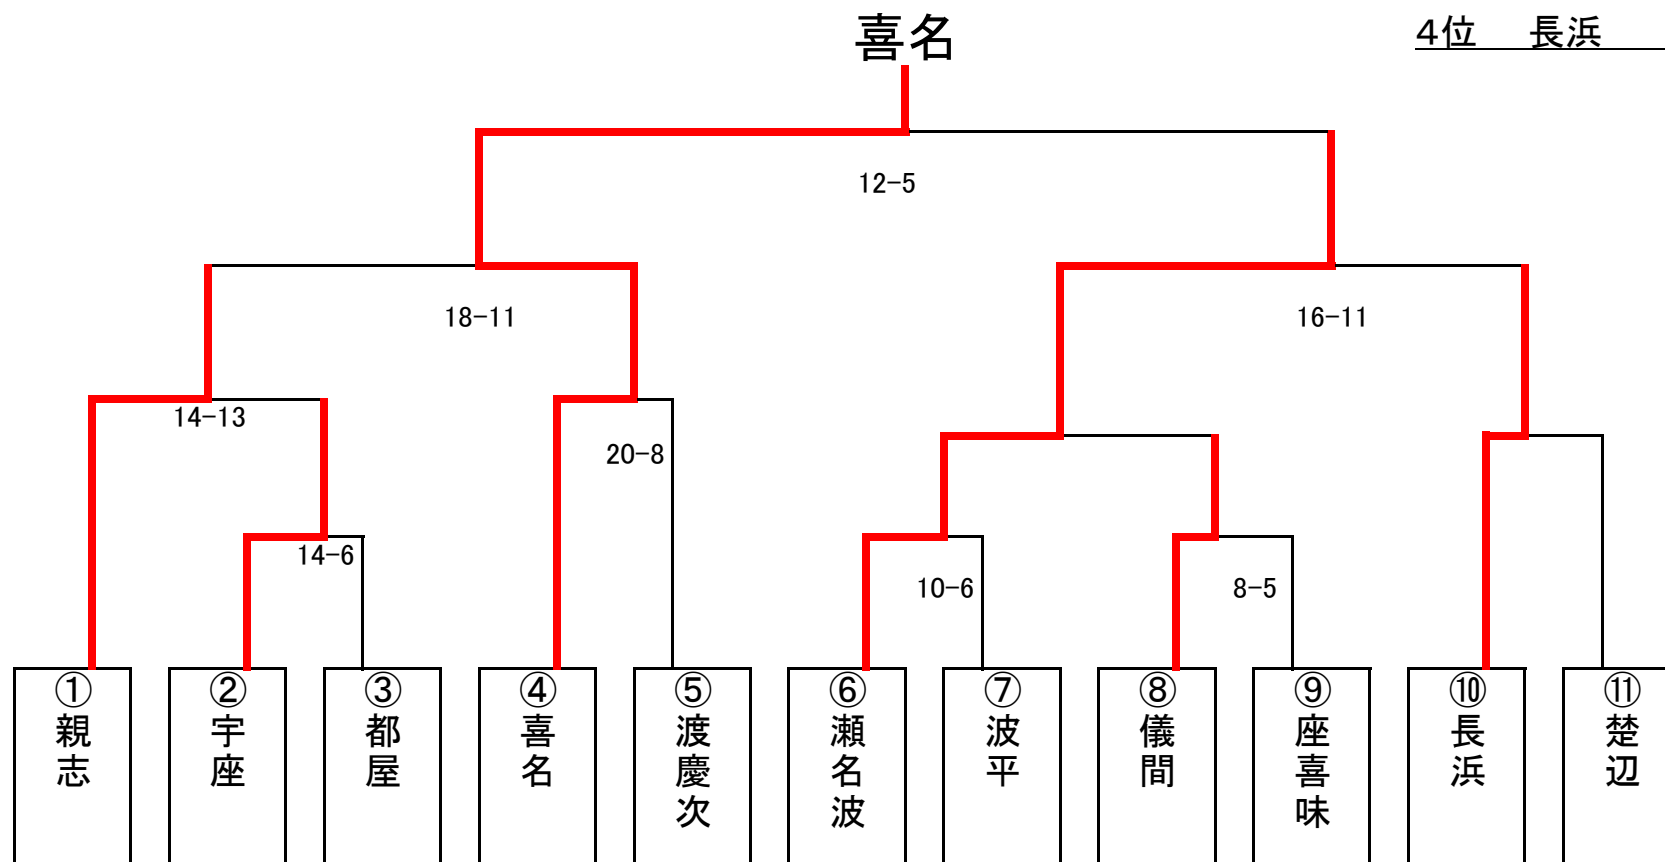 喜名
4位 長浜
12-5
18-11
16-11
14-13
20-8
14-6
10-6
8-5
① 親志
② 宇座
③ 都屋
④ 喜名
⑤ 渡慶次
⑥ 瀬名波
⑦ 波平
⑧ 儀間
⑨ 座喜味
⑩ 長浜
⑪ 楚辺